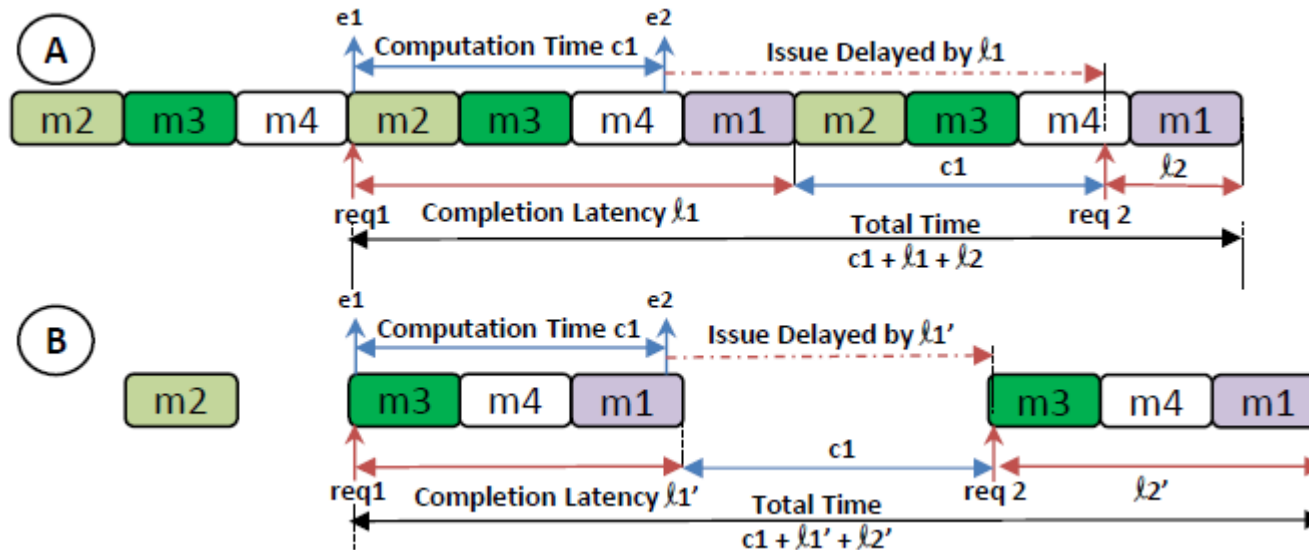 e1 e2
A Computation Time c1 Issue Delayed by ℓ1
m2 m3 m4 m2 m3 m4 m1 m2 m3 m4 m1
c1 ℓ2
req1 Completion Latency ℓ1 Total Time req 2
c1 + ℓ1 + ℓ2
e1 e2
B Computation Time c1 Issue Delayed by ℓ1'
m2 m3 m4 m1 m3 m4 m1
c1
req1 Completion Latency ℓ1' Total Time req 2 ℓ2'
c1 + ℓ1' + ℓ2'